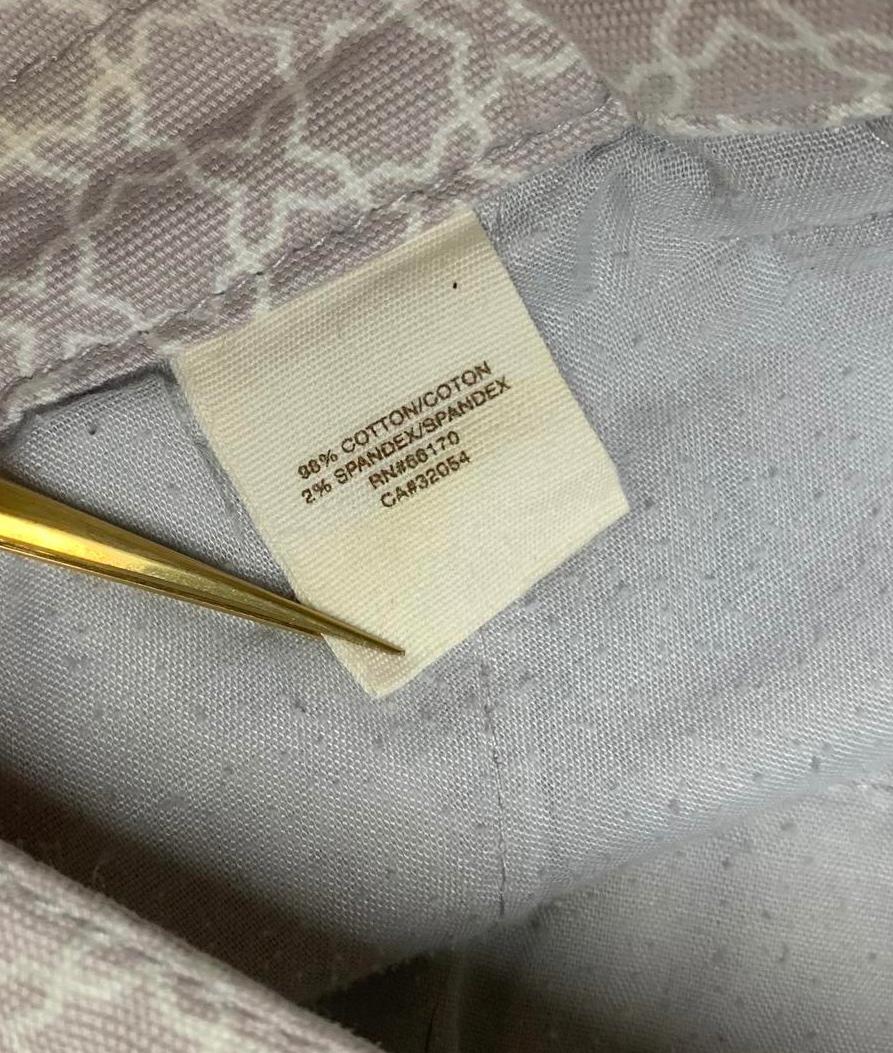 98% COTTON/COTON
2% SPANDEX/SPANDEX
RN#66170
CA#32054